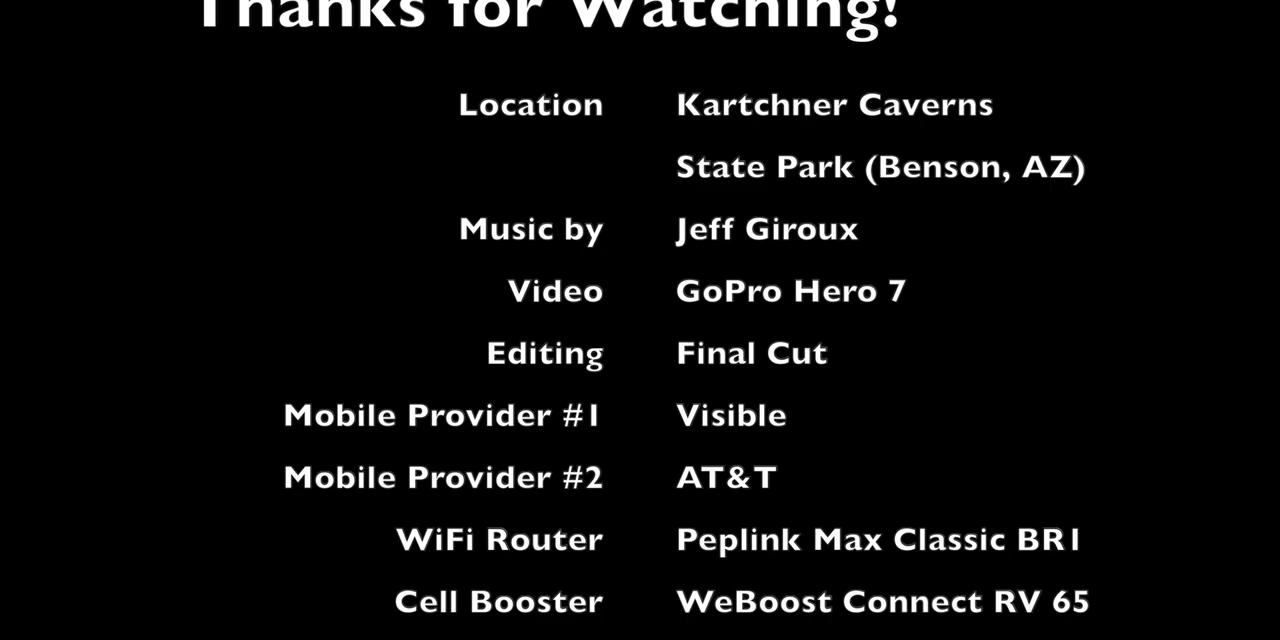 Thanks for Watching!
Location Kartchner Caverns
State Park (Benson, AZ)
Music by Jeff Giroux
Video GoPro Hero 7
Editing Final Cut
Mobile Provider #1 Visible
Mobile Provider #2 AT&T
WiFi Router Peplink Max Classic BR1
Cell Booster WeBoost Connect RV 65